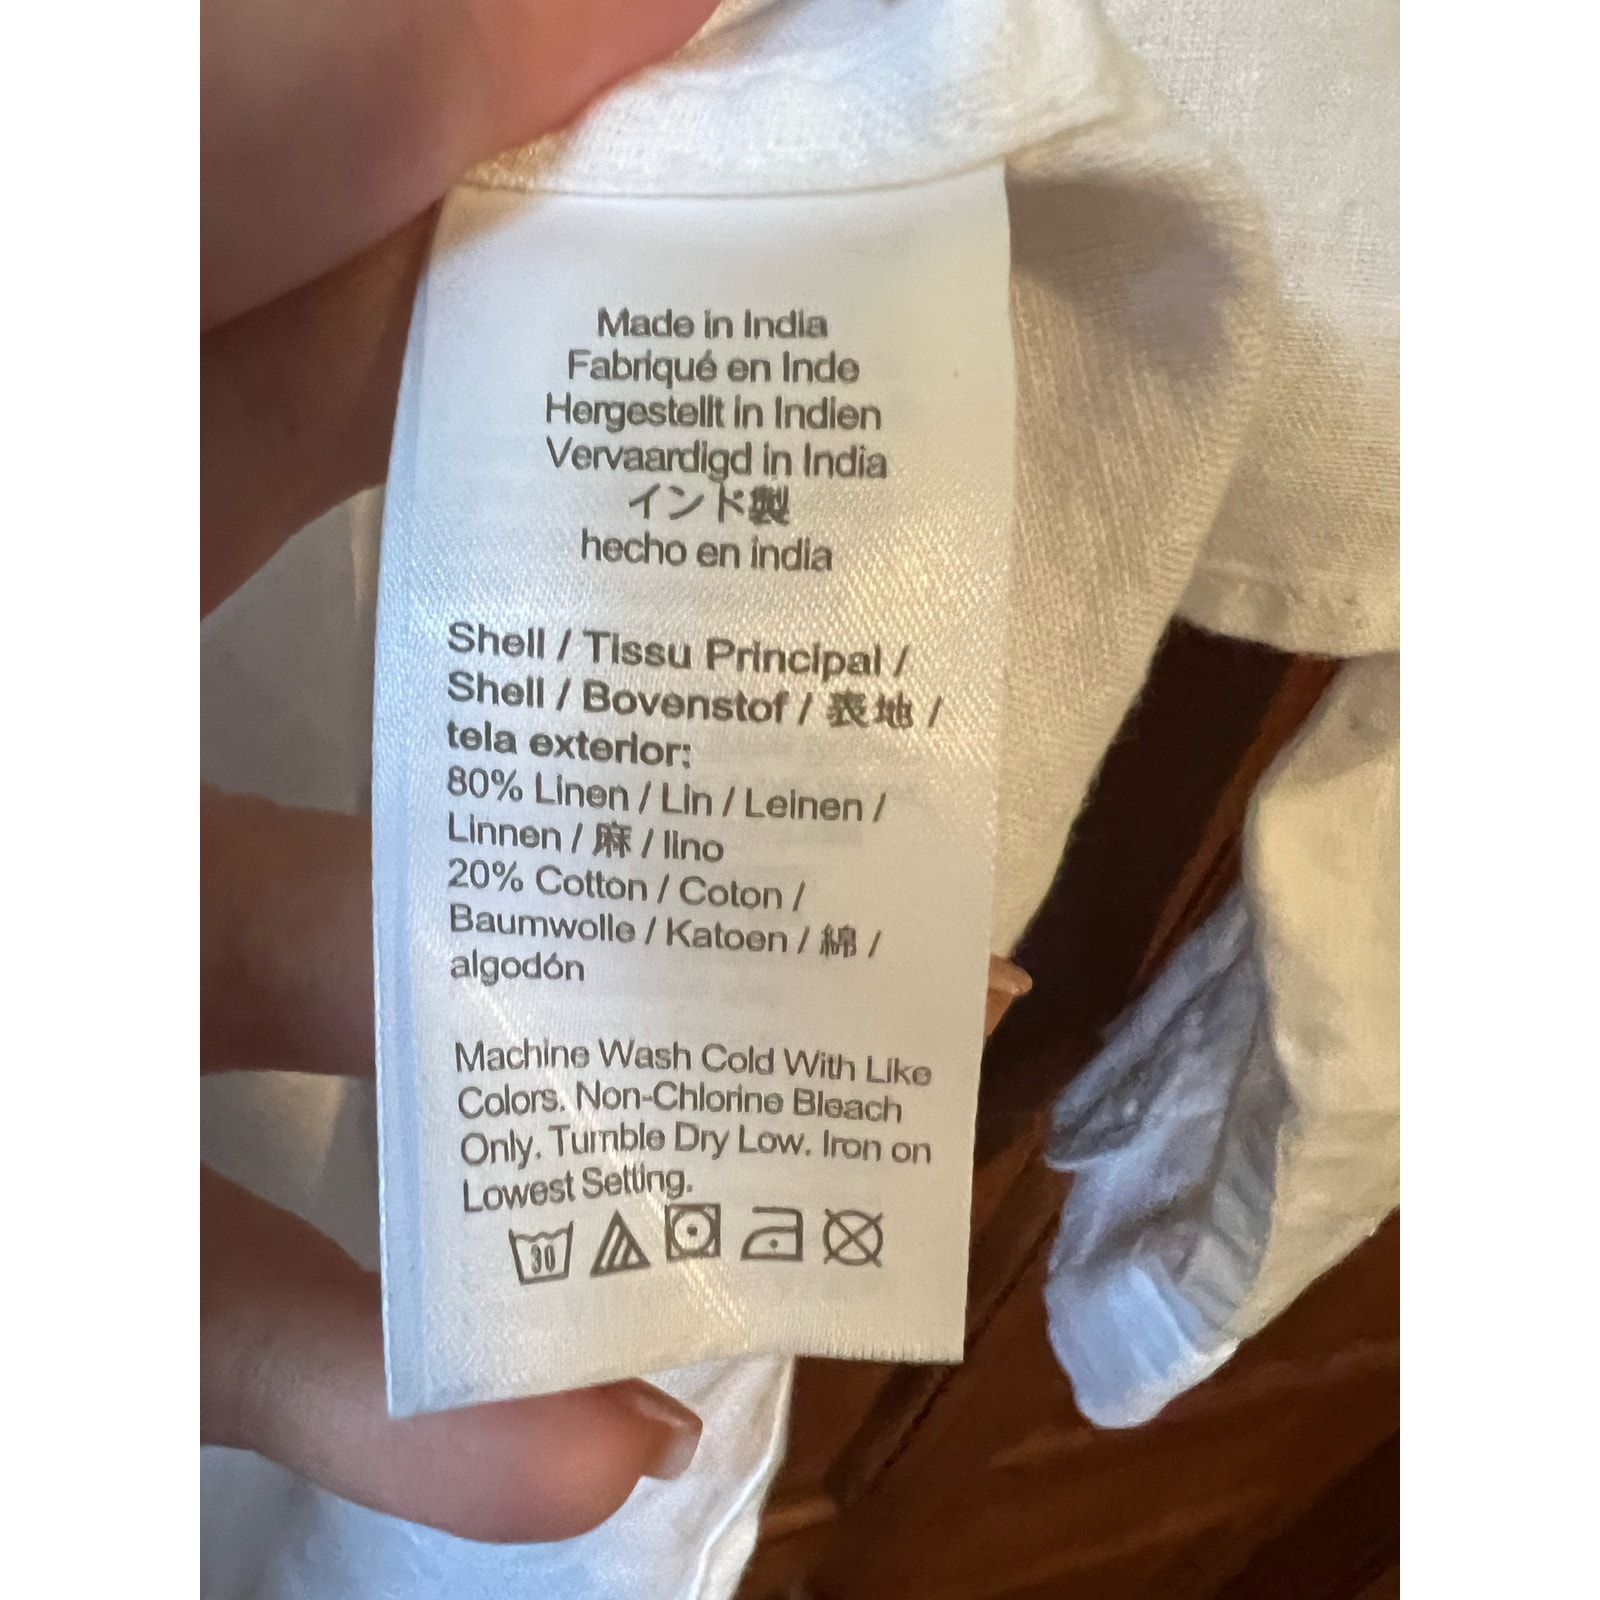 Made in India
Fabriqué en Inde
Hergestellt in Indien
Vervaardigd in India
インド製
hecho en india
Shell / Tissu Principal /
Shell / Bovenstof / 表地 /
tela exterior:
80% Linen / Lin / Leinen /
Linnen / 麻 / lino
20% Cotton / Coton /
Baumwolle / Katoen / 綿 /
algodón
Machine Wash Cold With Like
Colors. Non-Chlorine Bleach
Only. Tumble Dry Low. Iron on
Lowest Setting.
30